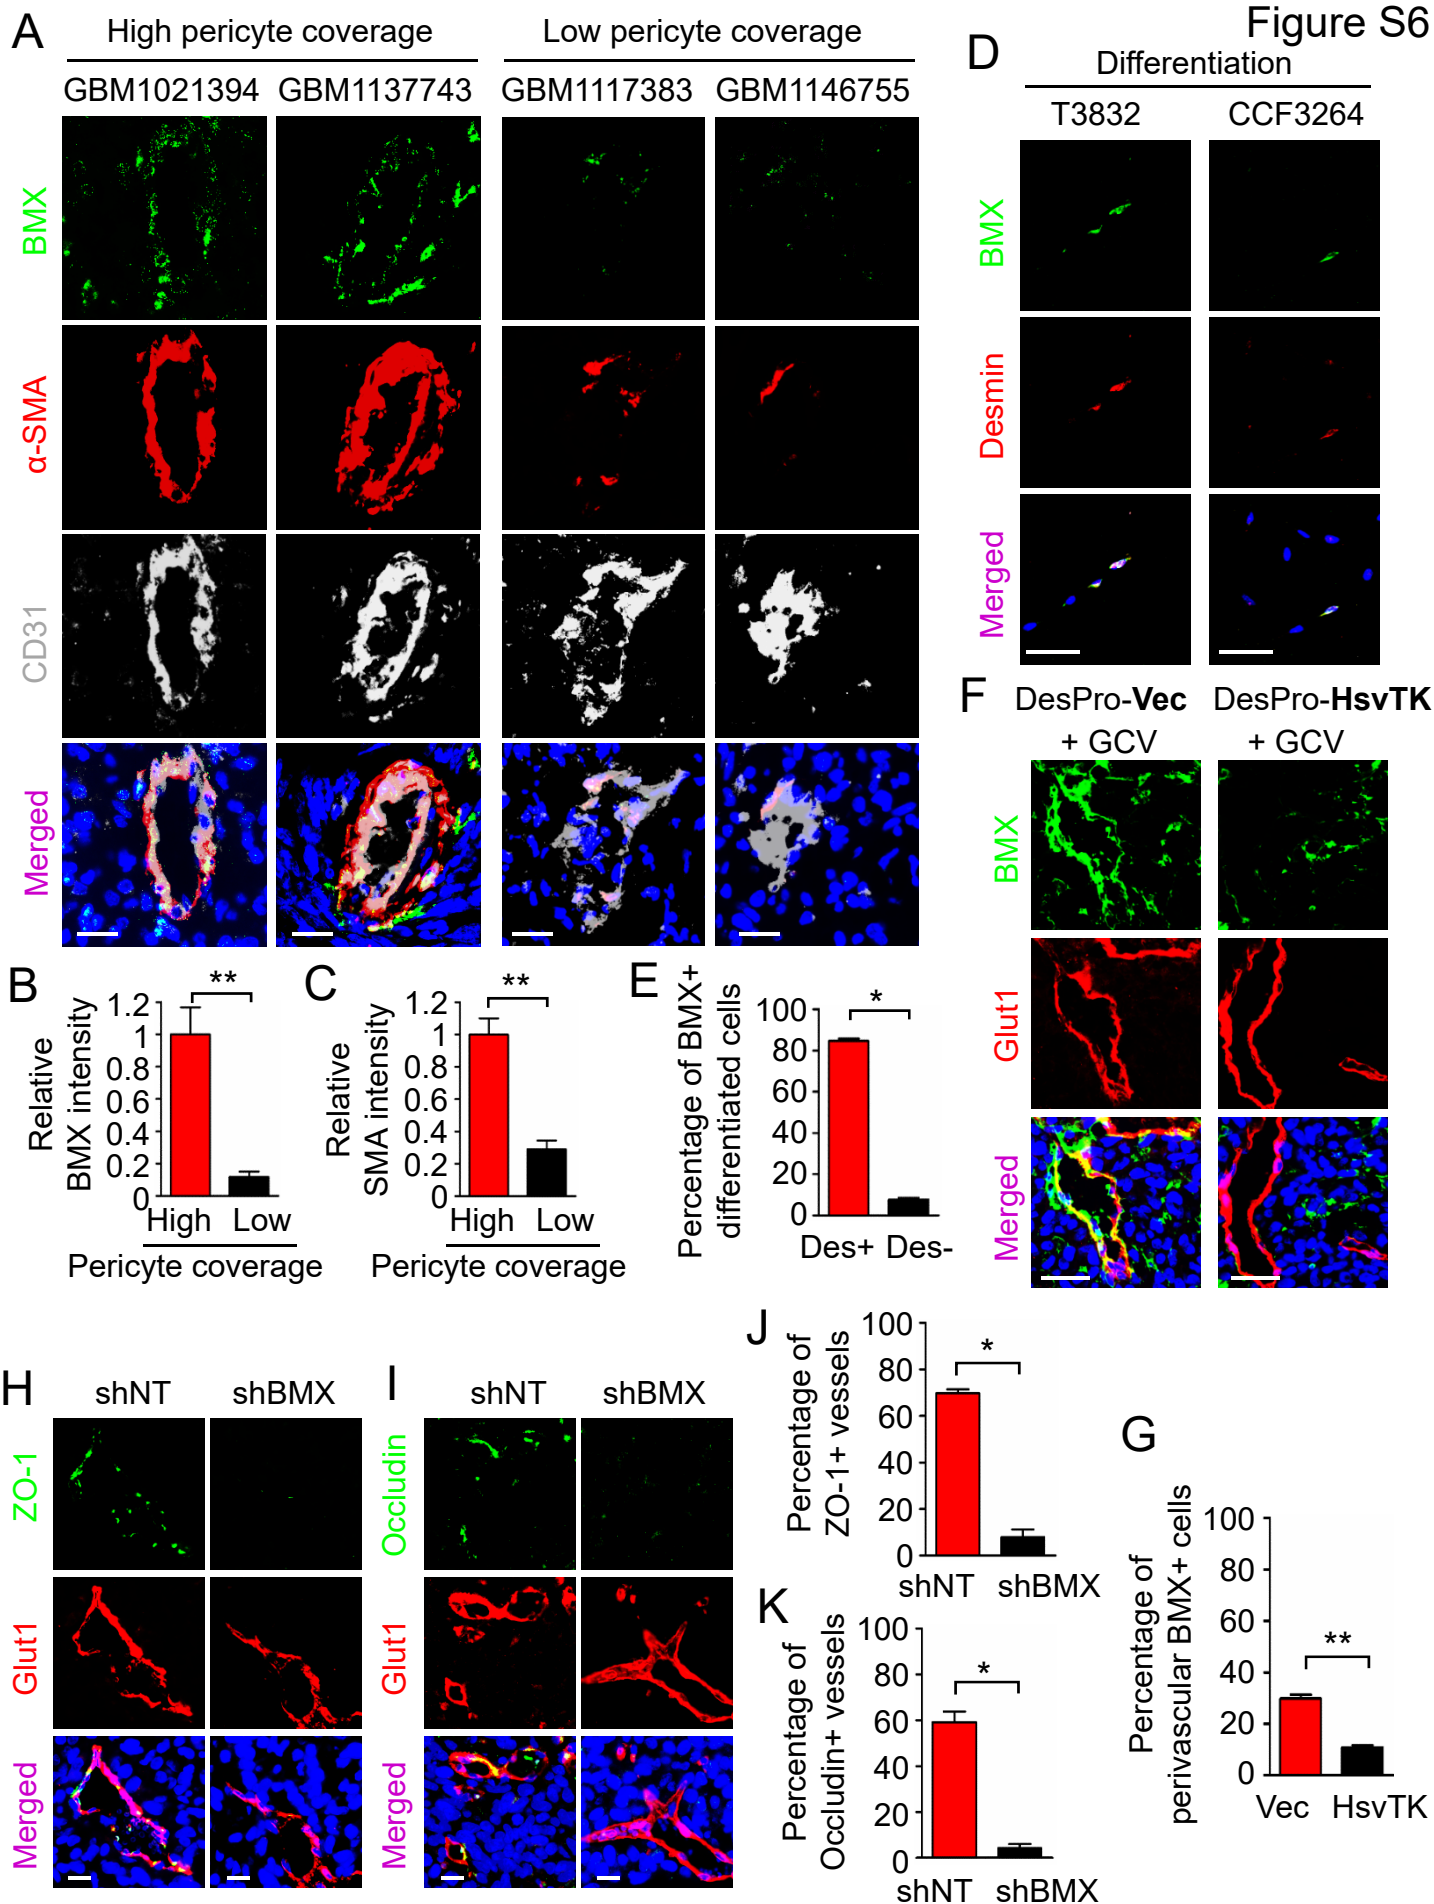 Figure S6
A
High pericyte coverage
Low pericyte coverage
GBM1021394
GBM1137743
GBM1117383
GBM1146755
BMX
α-SMA
CD31
Merged
B
Relative
BMX intensity
1.2
1
0.8
0.6
0.4
0.2
0
**
High
Low
Pericyte coverage
C
Relative
SMA intensity
1.2
1
0.8
0.6
0.4
0.2
0
**
High
Low
Pericyte coverage
D
Differentiation
T3832
CCF3264
BMX
Desmin
Merged
E
Percentage of BMX+
differentiated cells
100
80
60
40
20
0
*
Des+
Des-
F
DesPro-Vec
+ GCV
DesPro-HsvTK
+ GCV
BMX
Glut1
Merged
G
Percentage of
perivascular BMX+ cells
100
80
60
40
20
0
**
Vec
HsvTK
H
shNT
shBMX
ZO-1
Glut1
Merged
I
shNT
shBMX
Occludin
Glut1
Merged
J
Percentage of
ZO-1+ vessels
100
80
60
40
20
0
*
shNT
shBMX
K
Percentage of
Occludin+ vessels
100
80
60
40
20
0
*
shNT
shBMX